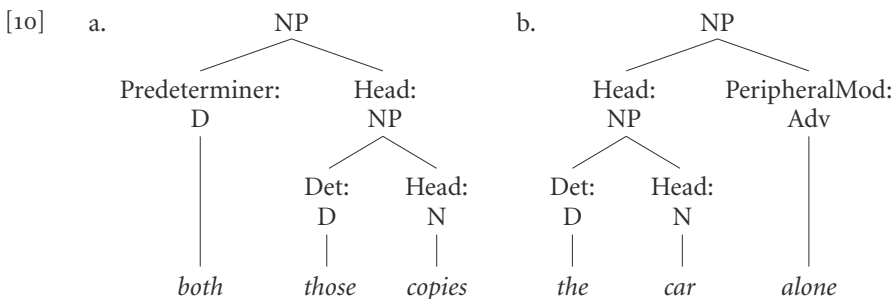 [10] a. NP b. NP
Predeterminer: Head: Head: PeripheralMod:
D NP NP Adv
Det: Head: Det: Head:
D N D N
both those copies the car alone